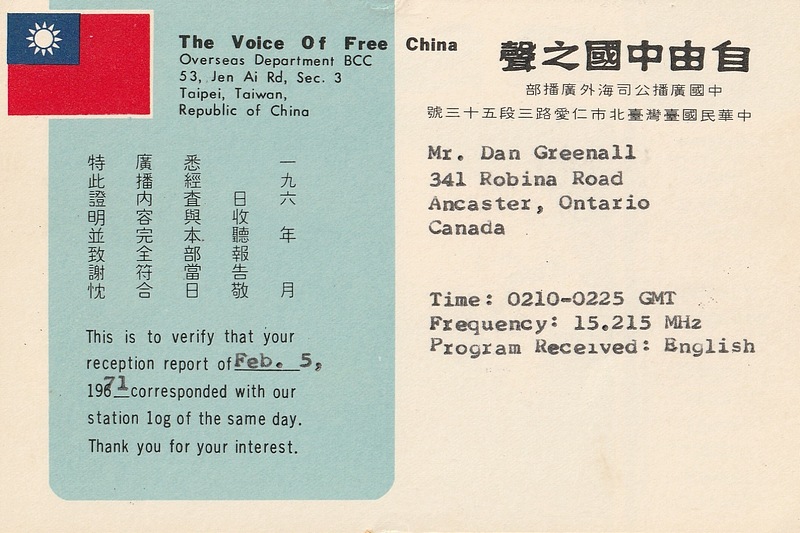 The Voice Of Free China
Overseas Department BCC
53, Jen Ai Rd, Sec. 3
Taipei, Taiwan,
Republic of China
自由中國之聲
中國廣播公司海外廣播部
中華民國臺灣臺北市仁愛路三段五十三號
一九六 年 月
日收聽報告敬
悉經查與本部當日
廣播內容完全符合
特此證明並致謝忱
This is to verify that your
reception report of Feb. 5,
1971 corresponded with our
station log of the same day.
Thank you for your interest.
Mr. Dan Greenall
341 Robina Road
Ancaster, Ontario
Canada
Time: 0210-0225 GMT
Frequency: 15.215 MHz
Program Received: English